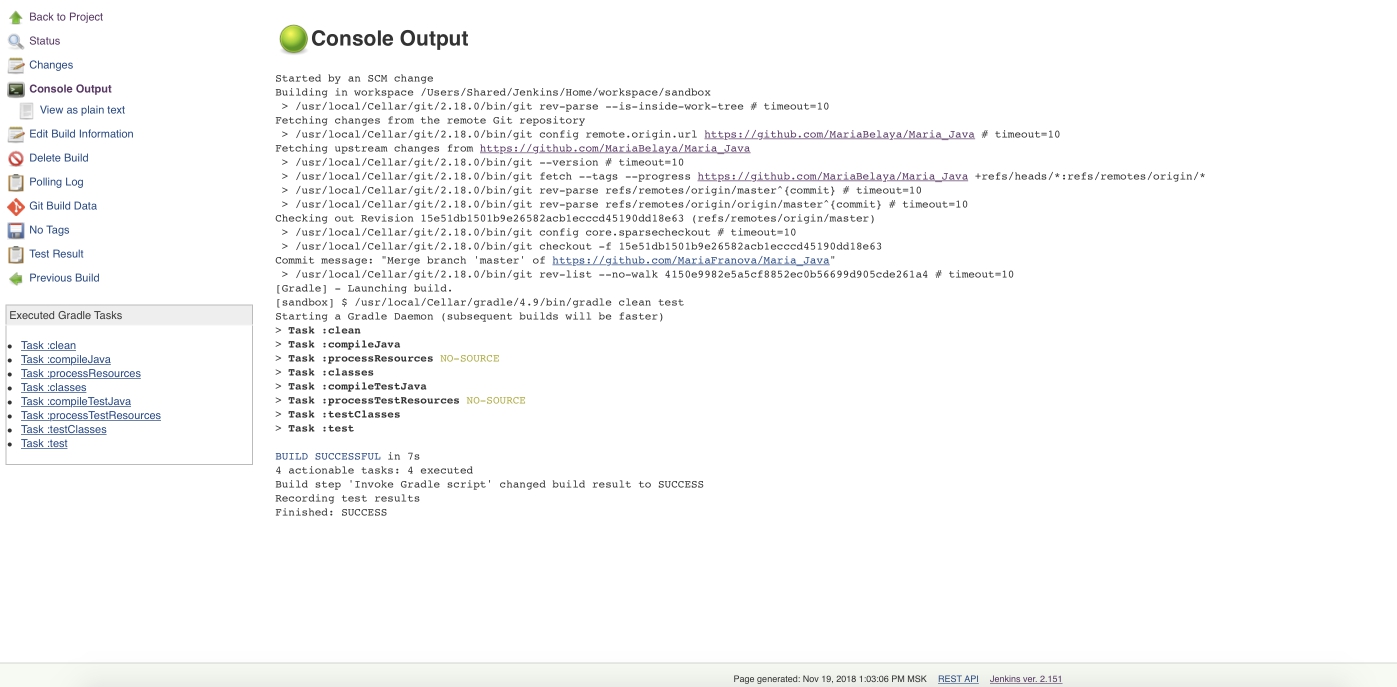 Back to Project
Status
Changes
Console Output
View as plain text
Edit Build Information
Delete Build
Polling Log
Git Build Data
No Tags
Test Result
Previous Build
Executed Gradle Tasks
Task :clean
Task :compileJava
Task :processResources
Task :classes
Task :compileTestJava
Task :processTestResources
Task :testClasses
Task :test
Console Output
Started by an SCM change
Building in workspace /Users/Shared/Jenkins/Home/workspace/sandbox
> /usr/local/Cellar/git/2.18.0/bin/git rev-parse --is-inside-work-tree # timeout=10
Fetching changes from the remote Git repository
> /usr/local/Cellar/git/2.18.0/bin/git config remote.origin.url https://github.com/MariaBelaya/Maria_Java # timeout=10
Fetching upstream changes from https://github.com/MariaBelaya/Maria_Java
> /usr/local/Cellar/git/2.18.0/bin/git --version # timeout=10
> /usr/local/Cellar/git/2.18.0/bin/git fetch --tags --progress https://github.com/MariaBelaya/Maria_Java +refs/heads/*:refs/remotes/origin/*
> /usr/local/Cellar/git/2.18.0/bin/git rev-parse refs/remotes/origin/master^{commit} # timeout=10
> /usr/local/Cellar/git/2.18.0/bin/git rev-parse refs/remotes/origin/origin/master^{commit} # timeout=10
Checking out Revision 15e51db1501b9e26582acb1ecccd45190dd18e63 (refs/remotes/origin/master)
> /usr/local/Cellar/git/2.18.0/bin/git config core.sparsecheckout # timeout=10
> /usr/local/Cellar/git/2.18.0/bin/git checkout -f 15e51db1501b9e26582acb1ecccd45190dd18e63
Commit message: "Merge branch 'master' of https://github.com/MariaFranova/Maria_Java"
> /usr/local/Cellar/git/2.18.0/bin/git rev-list --no-walk 4150e9982e5a5cf8852ec0b56699d905cde261a4 # timeout=10
[Gradle] - Launching build.
[sandbox] $ /usr/local/Cellar/gradle/4.9/bin/gradle clean test
Starting a Gradle Daemon (subsequent builds will be faster)
> Task :clean
> Task :compileJava
> Task :processResources NO-SOURCE
> Task :classes
> Task :compileTestJava
> Task :processTestResources NO-SOURCE
> Task :testClasses
> Task :test
BUILD SUCCESSFUL in 7s
4 actionable tasks: 4 executed
Build step 'Invoke Gradle script' changed build result to SUCCESS
Recording test results
Finished: SUCCESS
Page generated: Nov 19, 2018 1:03:06 PM MSK REST API Jenkins ver. 2.151